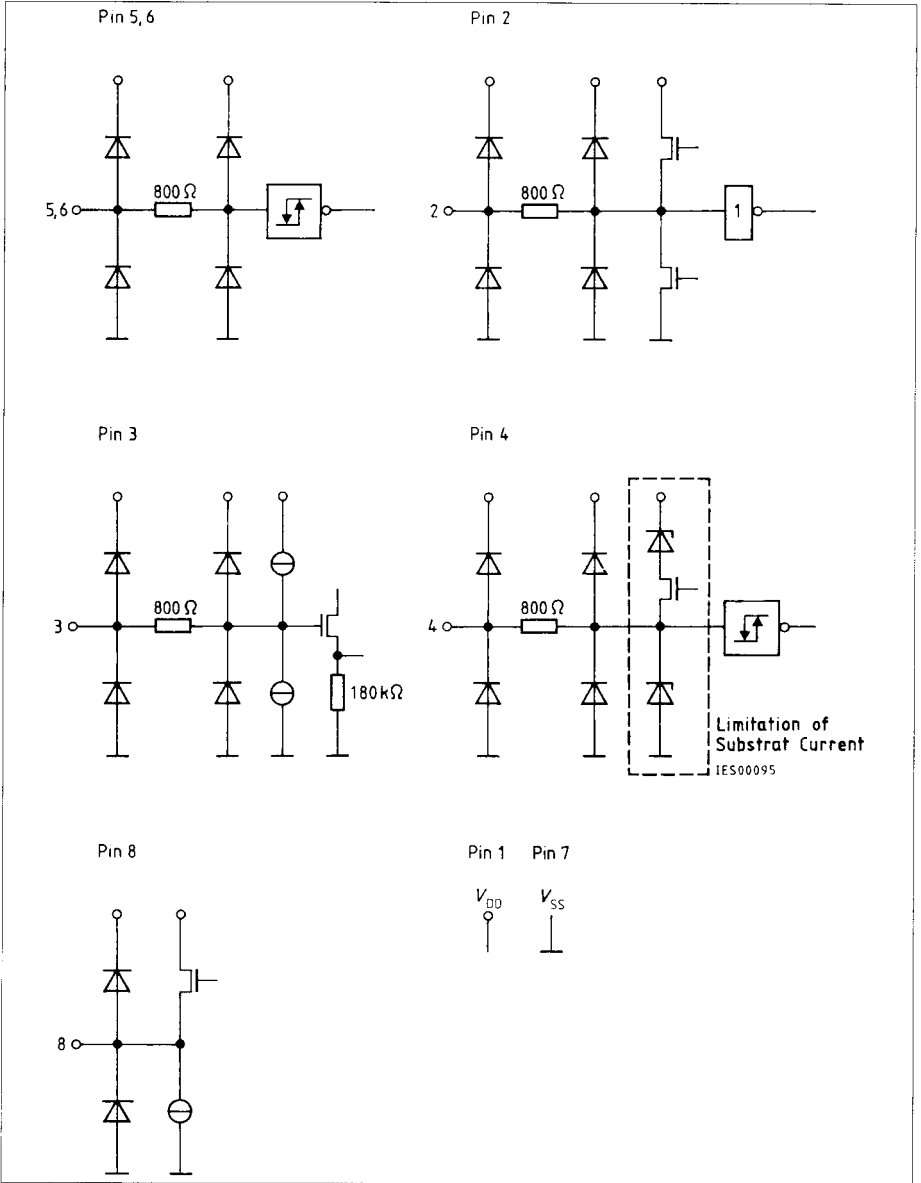 Pin 5,6
Pin 2
800 Ω
5,6
800 Ω
2
1
Pin 3
Pin 4
800 Ω
3
180 kΩ
800 Ω
4
Limitation of
Substrat Current
IES00095
Pin 8
Pin 1
Pin 7
V_DD
V_SS
8